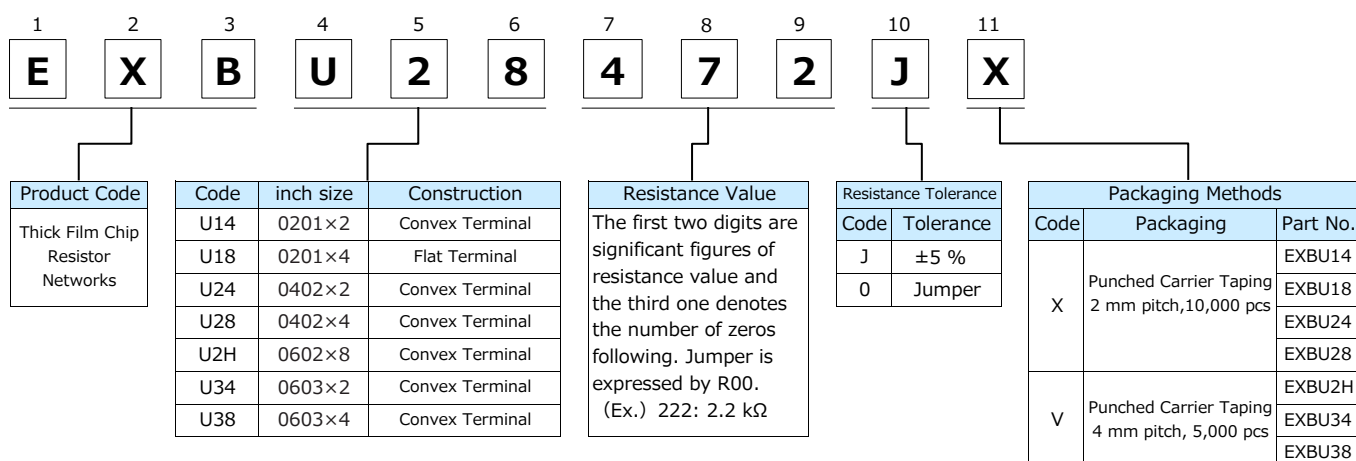 1 2 3 4 5 6 7 8 9 10 11
E X B U 2 8 4 7 2 J X
Product Code
Thick Film Chip
Resistor
Networks
Code inch size Construction
U14 0201×2 Convex Terminal
U18 0201×4 Flat Terminal
U24 0402×2 Convex Terminal
U28 0402×4 Convex Terminal
U2H 0602×8 Convex Terminal
U34 0603×2 Convex Terminal
U38 0603×4 Convex Terminal
Resistance Value
The first two digits are
significant figures of
resistance value and
the third one denotes
the number of zeros
following. Jumper is
expressed by R00.
(Ex.) 222: 2.2 kΩ
Resistance Tolerance
Code Tolerance
J ±5 %
0 Jumper
Packaging Methods
Code Packaging Part No.
X
Punched Carrier Taping
2 mm pitch,10,000 pcs
EXBU14
EXBU18
EXBU24
EXBU28
V
Punched Carrier Taping
4 mm pitch, 5,000 pcs
EXBU2H
EXBU34
EXBU38